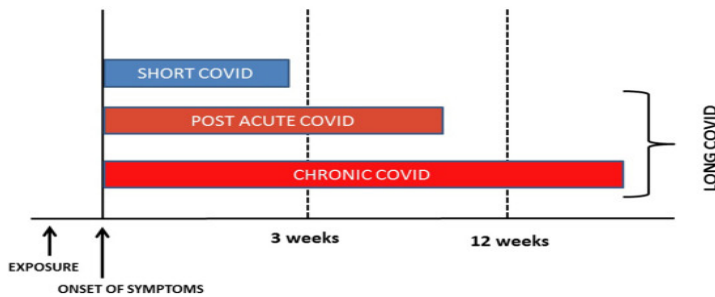 SHORT COVID
POST ACUTE COVID
CHRONIC COVID
LONG COVID
3 weeks
12 weeks
EXPOSURE
ONSET OF SYMPTOMS